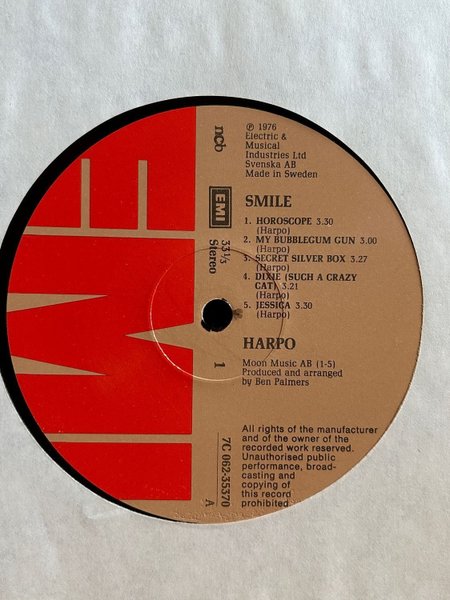 ℗ 1976
Electric &
Musical
Industries Ltd
Svenska AB
Made in Sweden
ncb
EMI
SMILE
1. HOROSCOPE 3.30
(Harpo)
2. MY BUBBLEGUM GUN 3.00
(Harpo)
3. SECRET SILVER BOX 3.27
(Harpo)
4. DIXIE (SUCH A CRAZY
CAT) 3.21
(Harpo)
5. JESSICA 3.30
(Harpo)
33 1/3
Stereo
HARPO
1
Moon Music AB (1-5)
Produced and arranged
by Ben Palmers
7C 062-35370
A
All rights of the manufacturer
and of the owner of the
recorded work reserved.
Unauthorised public
performance, broad-
casting and
copying of
this record
prohibited.
EMI